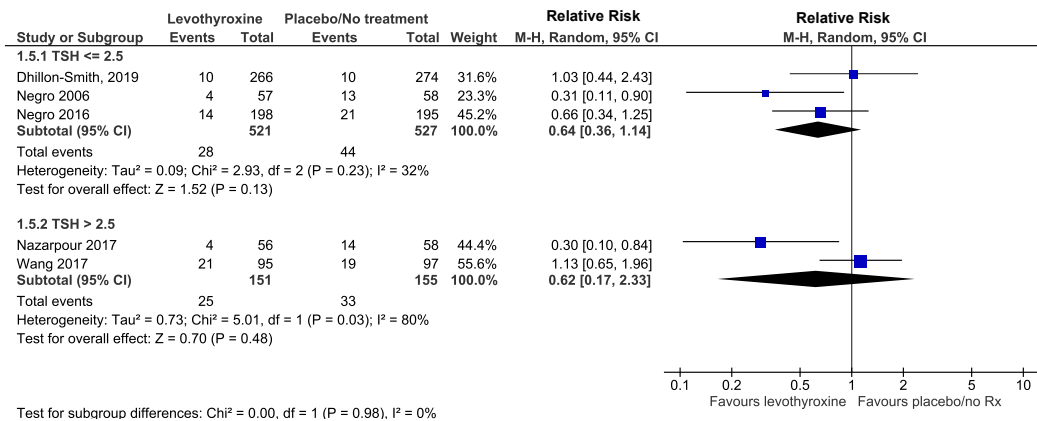 Levothyroxine Placebo/No treatment Relative Risk Relative Risk
Study or Subgroup Events Total Events Total Weight M-H, Random, 95% CI M-H, Random, 95% CI
1.5.1 TSH <= 2.5
Dhillon-Smith, 2019 10 266 10 274 31.6% 1.03 [0.44, 2.43]
Negro 2006 4 57 13 58 23.3% 0.31 [0.11, 0.90]
Negro 2016 14 198 21 195 45.2% 0.66 [0.34, 1.25]
Subtotal (95% CI) 521 527 100.0% 0.64 [0.36, 1.14]
Total events 28 44
Heterogeneity: Tau² = 0.09; Chi² = 2.93, df = 2 (P = 0.23); I² = 32%
Test for overall effect: Z = 1.52 (P = 0.13)
1.5.2 TSH > 2.5
Nazarpour 2017 4 56 14 58 44.4% 0.30 [0.10, 0.84]
Wang 2017 21 95 19 97 55.6% 1.13 [0.65, 1.96]
Subtotal (95% CI) 151 155 100.0% 0.62 [0.17, 2.33]
Total events 25 33
Heterogeneity: Tau² = 0.73; Chi² = 5.01, df = 1 (P = 0.03); I² = 80%
Test for overall effect: Z = 0.70 (P = 0.48)
0.1 0.2 0.5 1 2 5 10
Favours levothyroxine Favours placebo/no Rx
Test for subgroup differences: Chi² = 0.00, df = 1 (P = 0.98), I² = 0%